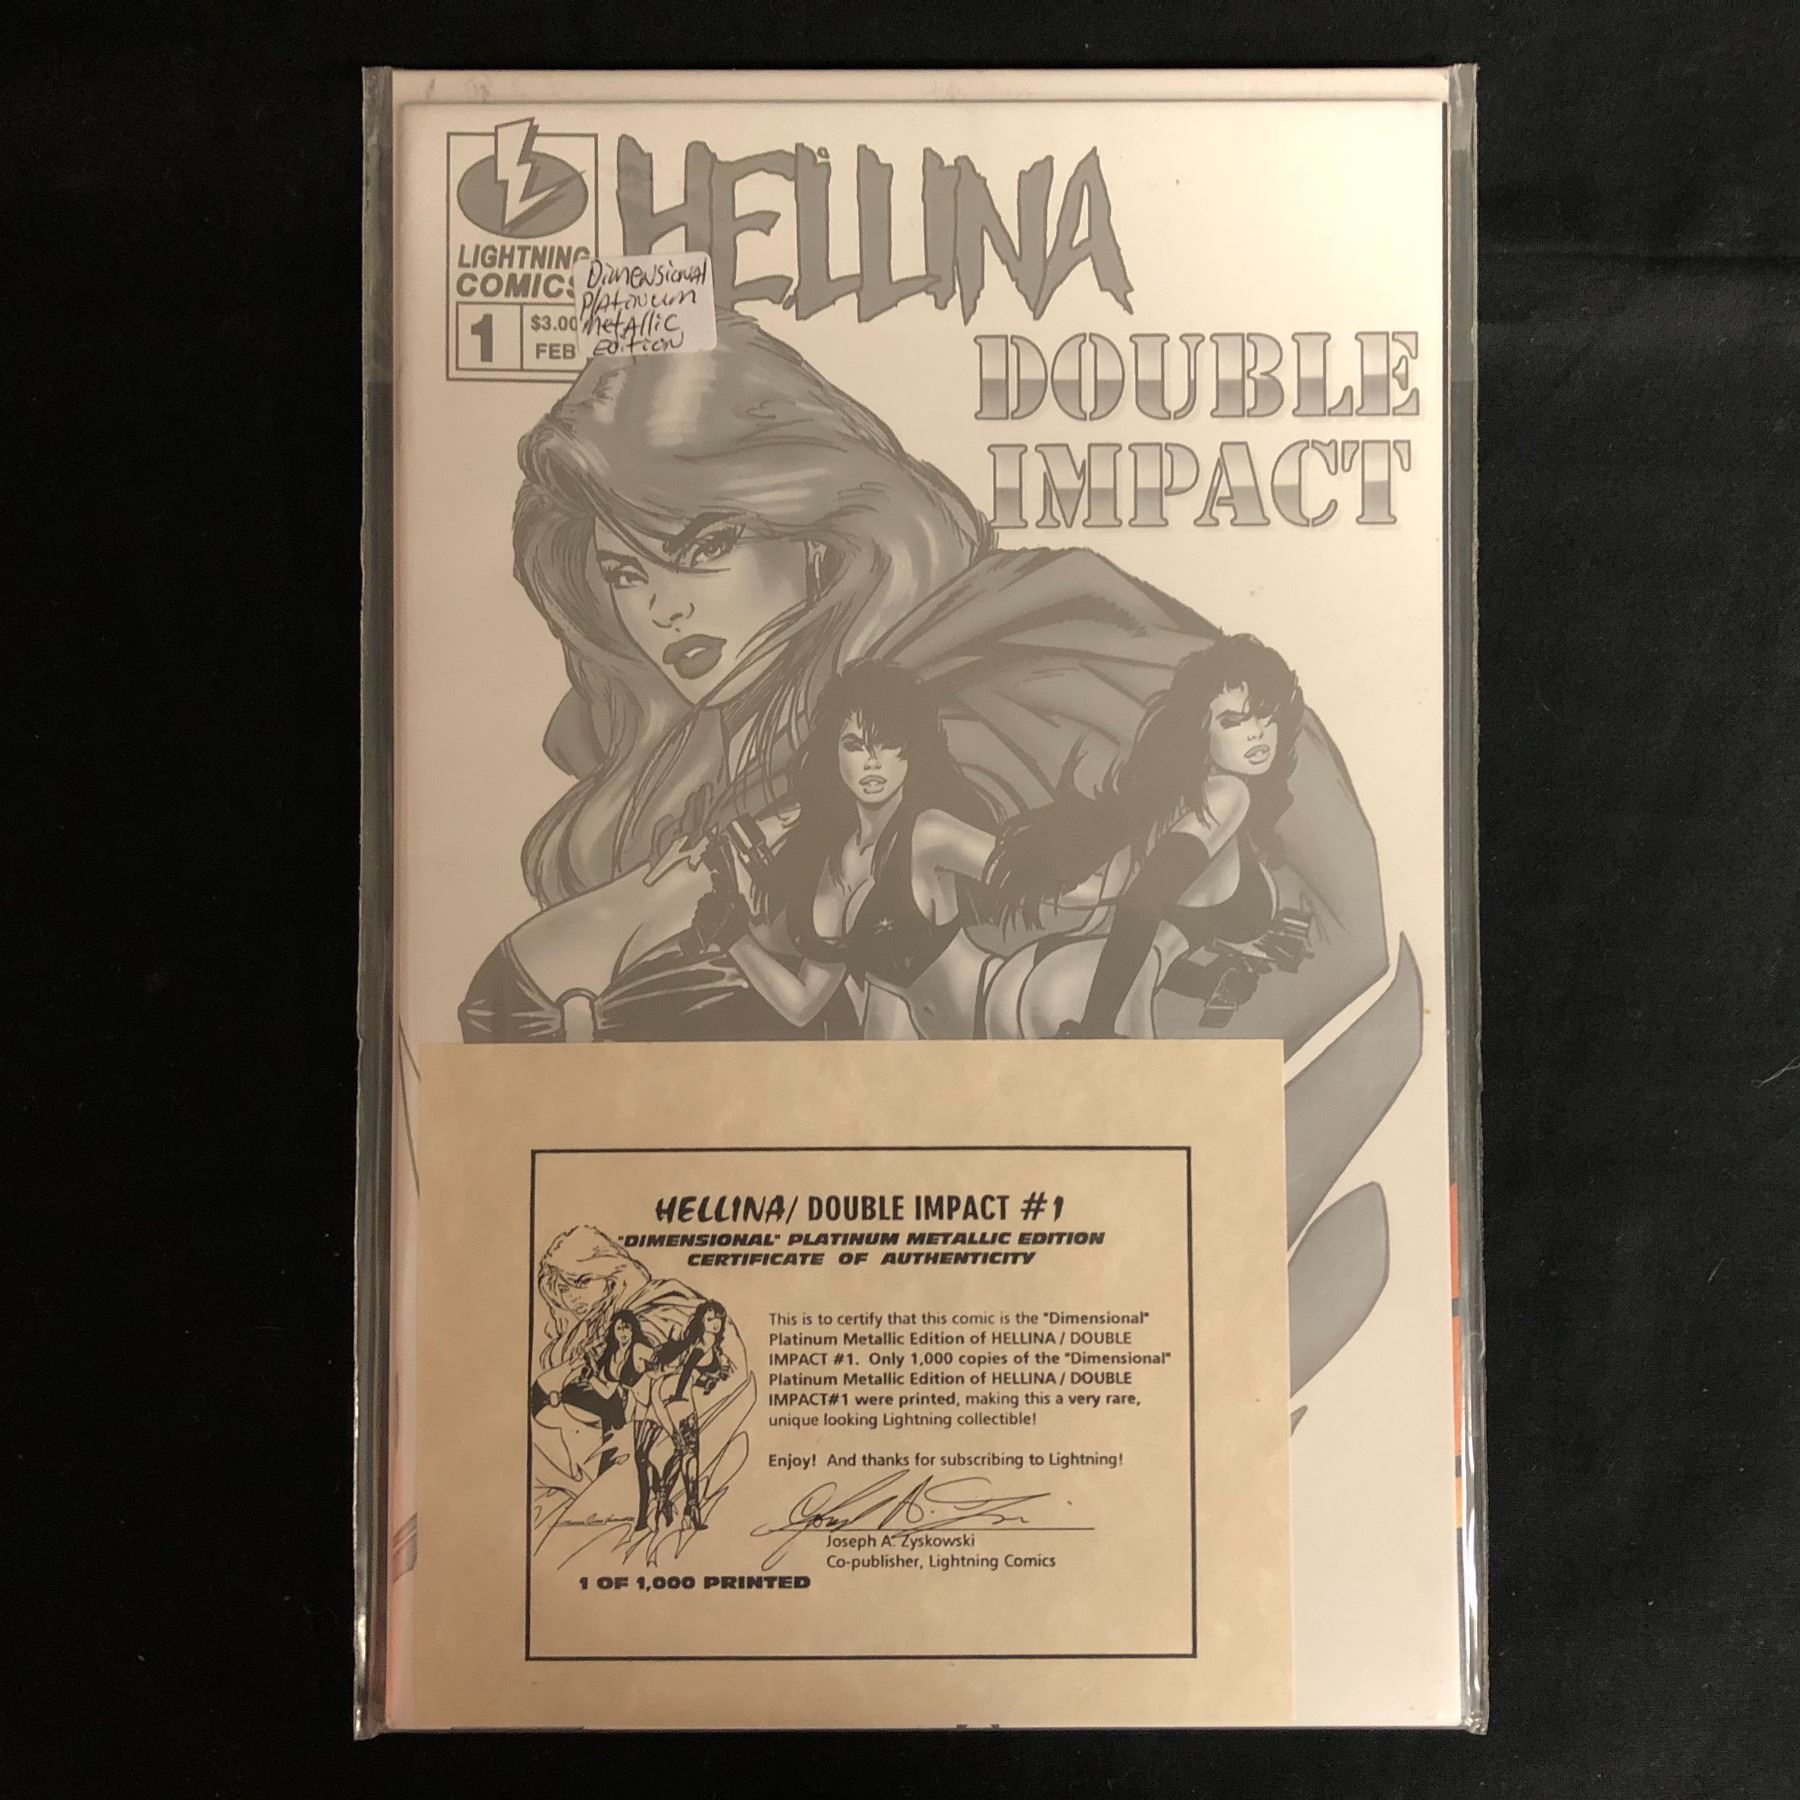 HELLINA
LIGHTNING
COMICS
1
$3.00
FEB
Dimensional
Platinum
Metallic
Edition
DOUBLE
IMPACT
HELLINA/ DOUBLE IMPACT #1
"DIMENSIONAL" PLATINUM METALLIC EDITION
CERTIFICATE OF AUTHENTICITY
This is to certify that this comic is the "Dimensional"
Platinum Metallic Edition of HELLINA / DOUBLE
IMPACT #1. Only 1,000 copies of the "Dimensional"
Platinum Metallic Edition of HELLINA / DOUBLE
IMPACT#1 were printed, making this a very rare,
unique looking Lightning collectible!
Enjoy! And thanks for subscribing to Lightning!
Joseph A. Zyskowski
Co-publisher, Lightning Comics
1 OF 1,000 PRINTED